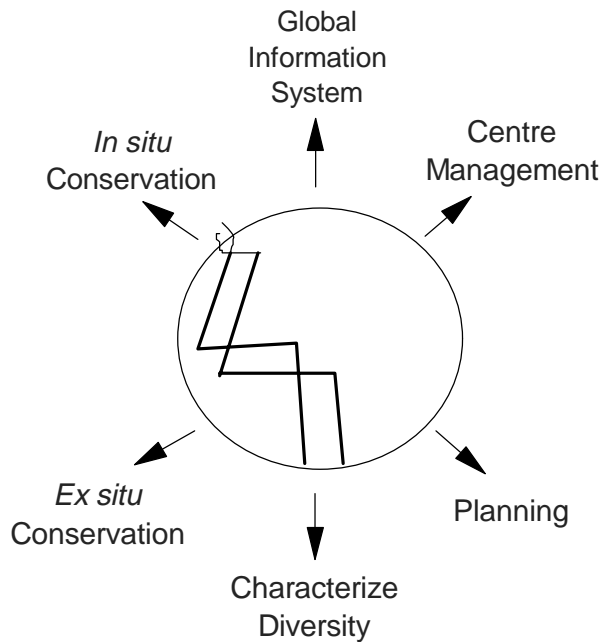 Global
Information
System
In situ
Conservation
Centre
Management
Ex situ
Conservation
Planning
Characterize
Diversity